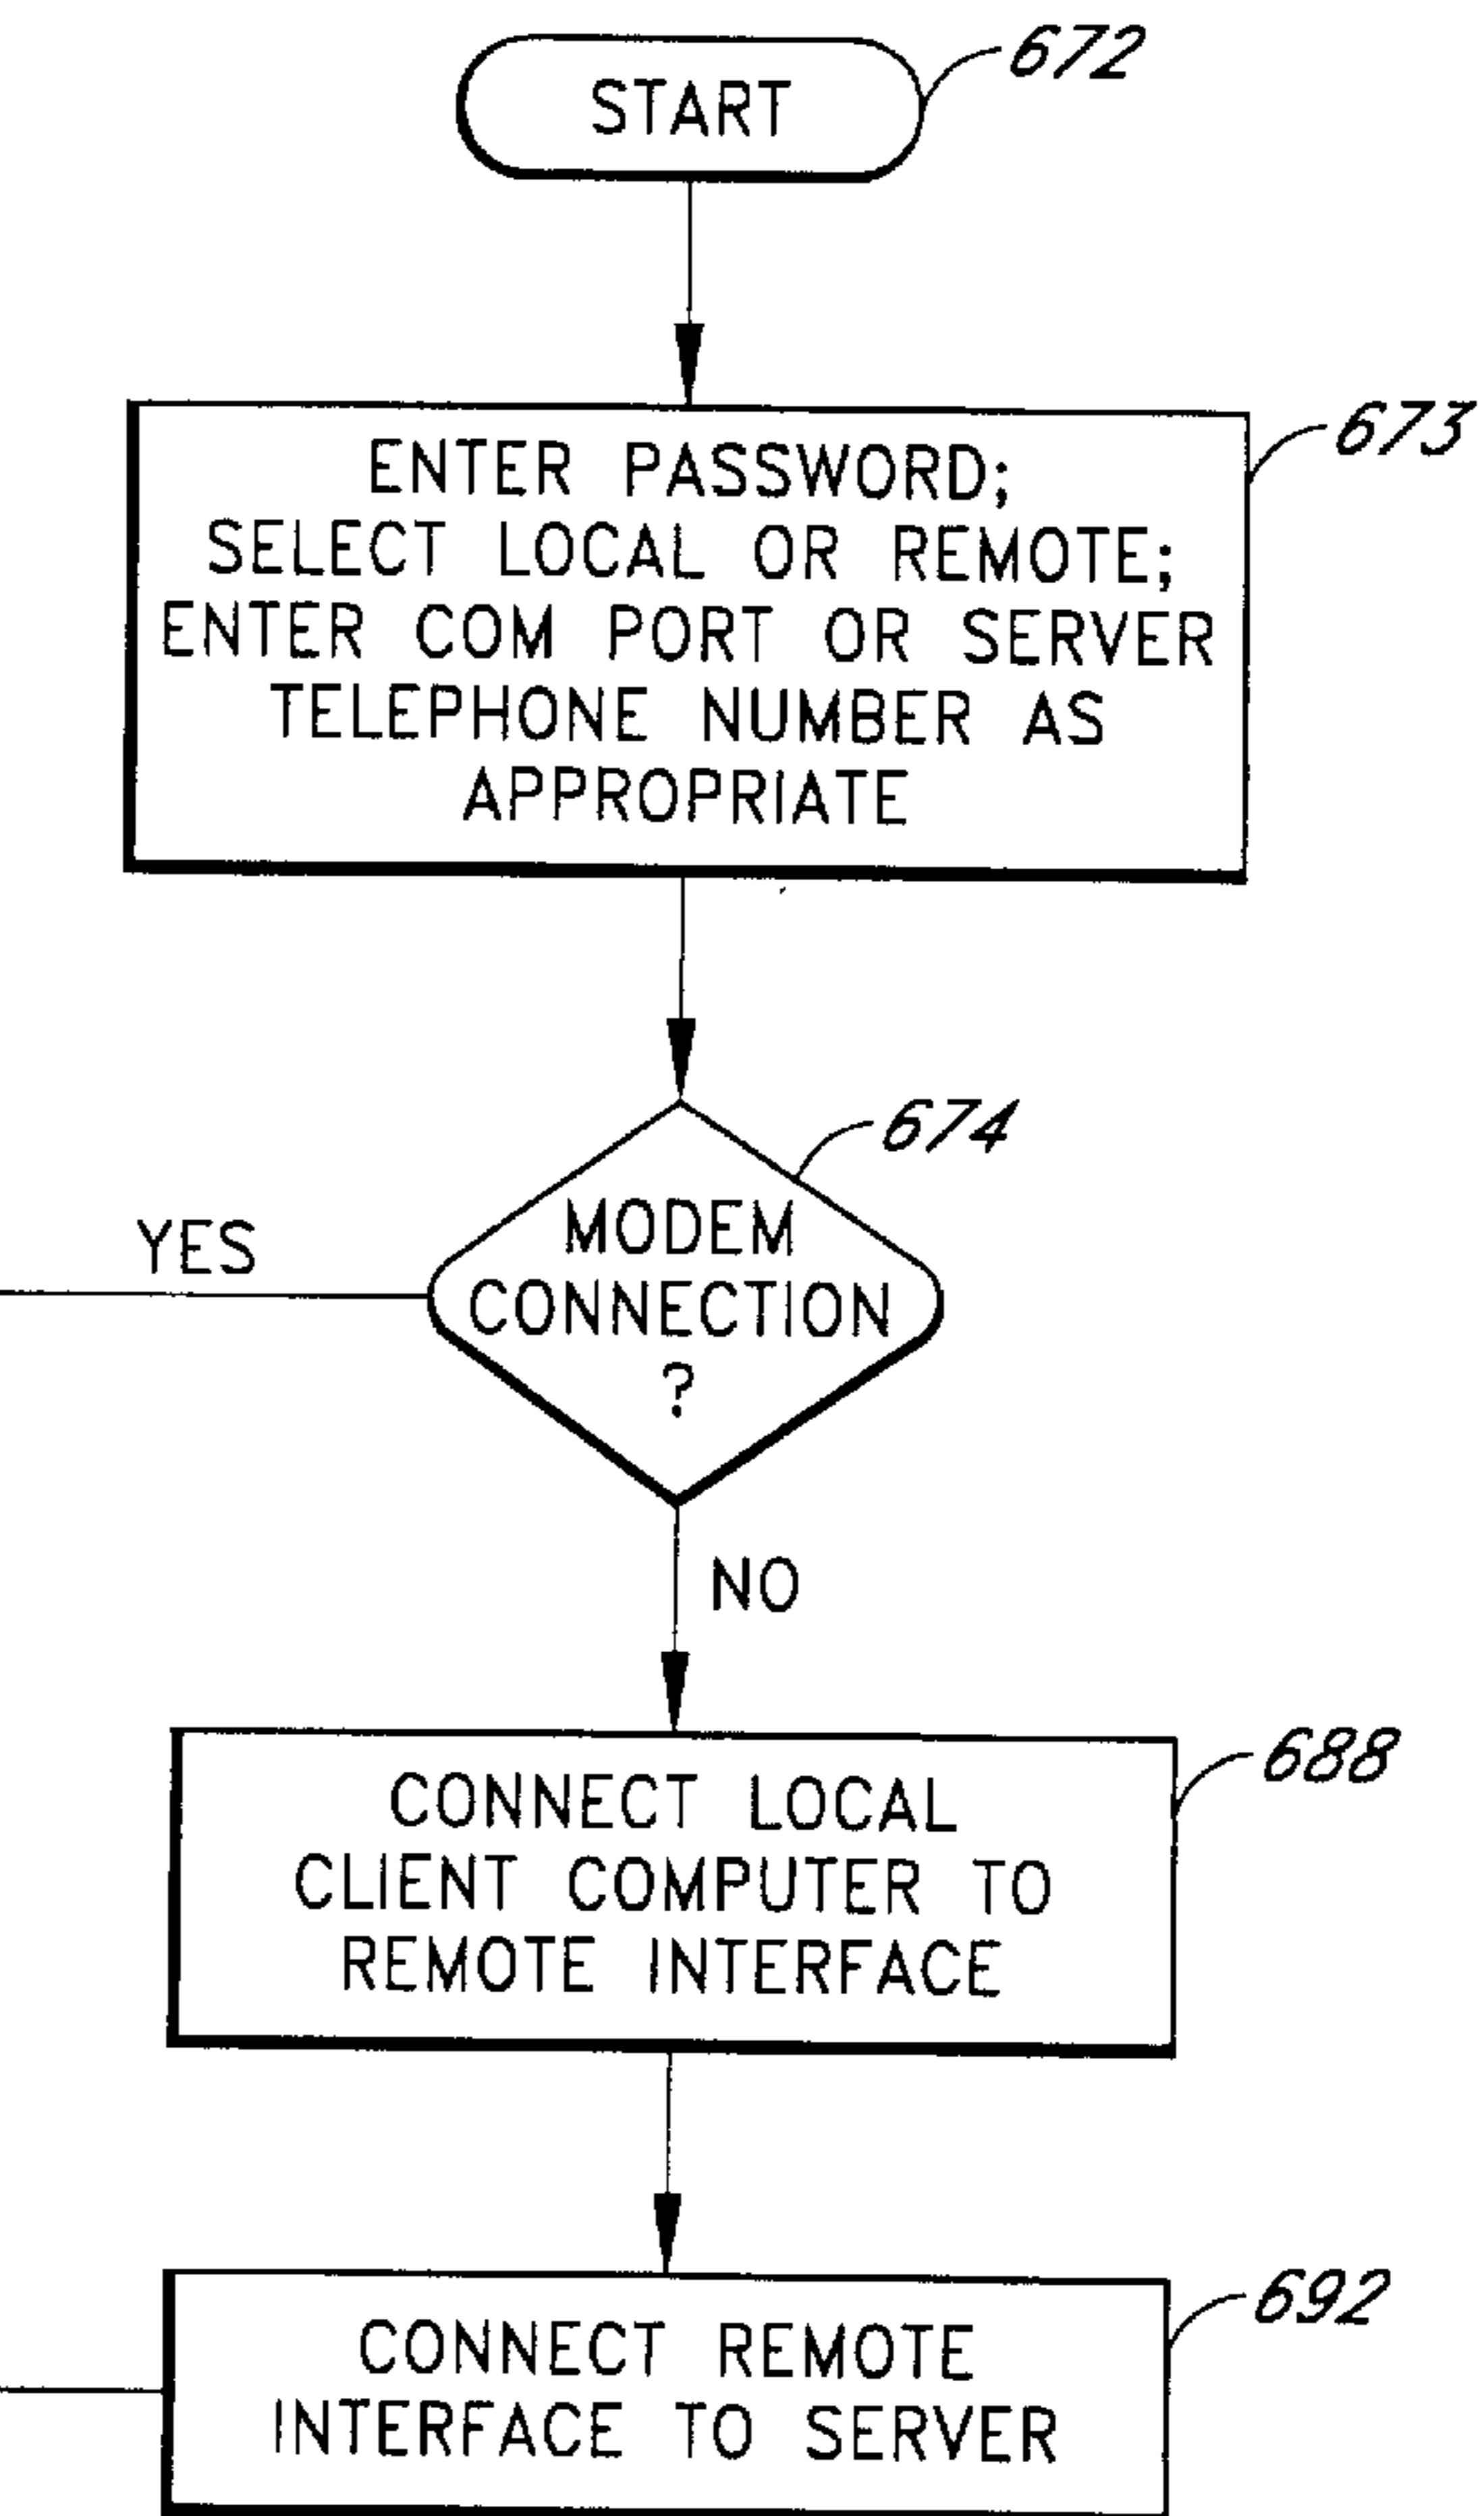 START
672
ENTER PASSWORD;
SELECT LOCAL OR REMOTE;
ENTER COM PORT OR SERVER
TELEPHONE NUMBER AS
APPROPRIATE
673
674
MODEM
CONNECTION
?
YES
NO
CONNECT LOCAL
CLIENT COMPUTER TO
REMOTE INTERFACE
688
CONNECT REMOTE
INTERFACE TO SERVER
692